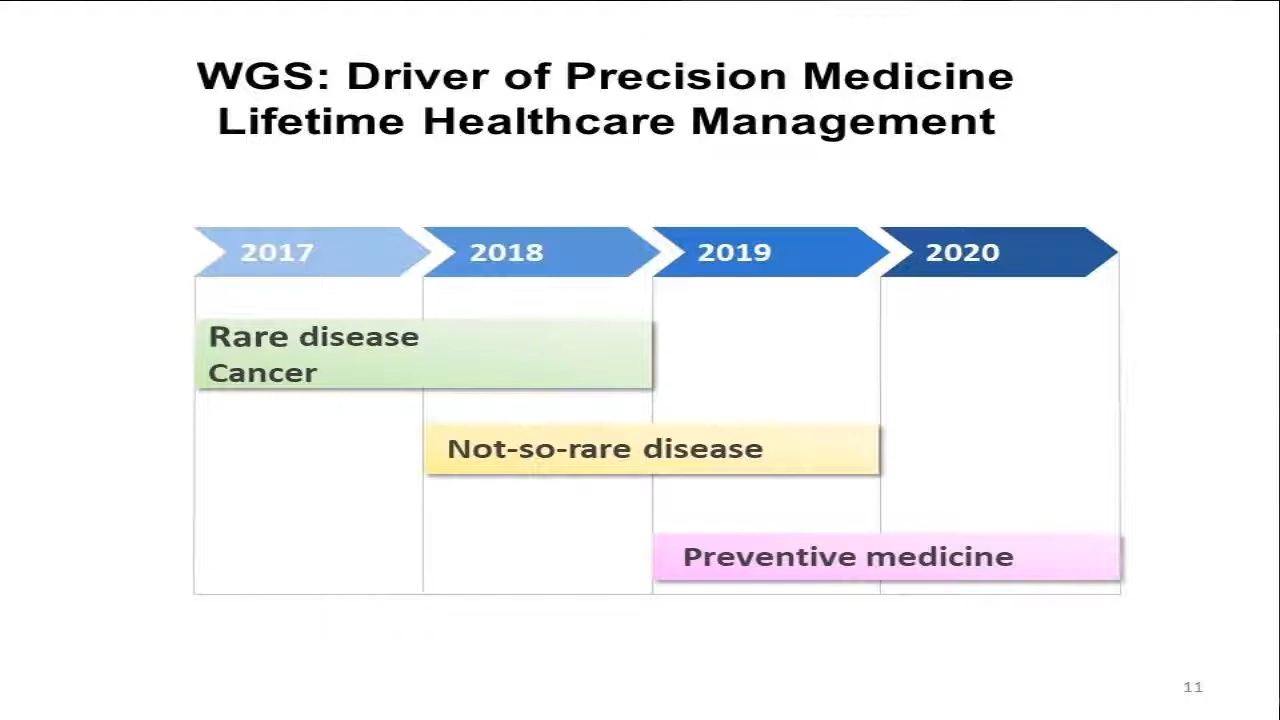 WGS: Driver of Precision Medicine
Lifetime Healthcare Management
2017
2018
2019
2020
Rare disease
Cancer
Not-so-rare disease
Preventive medicine
11